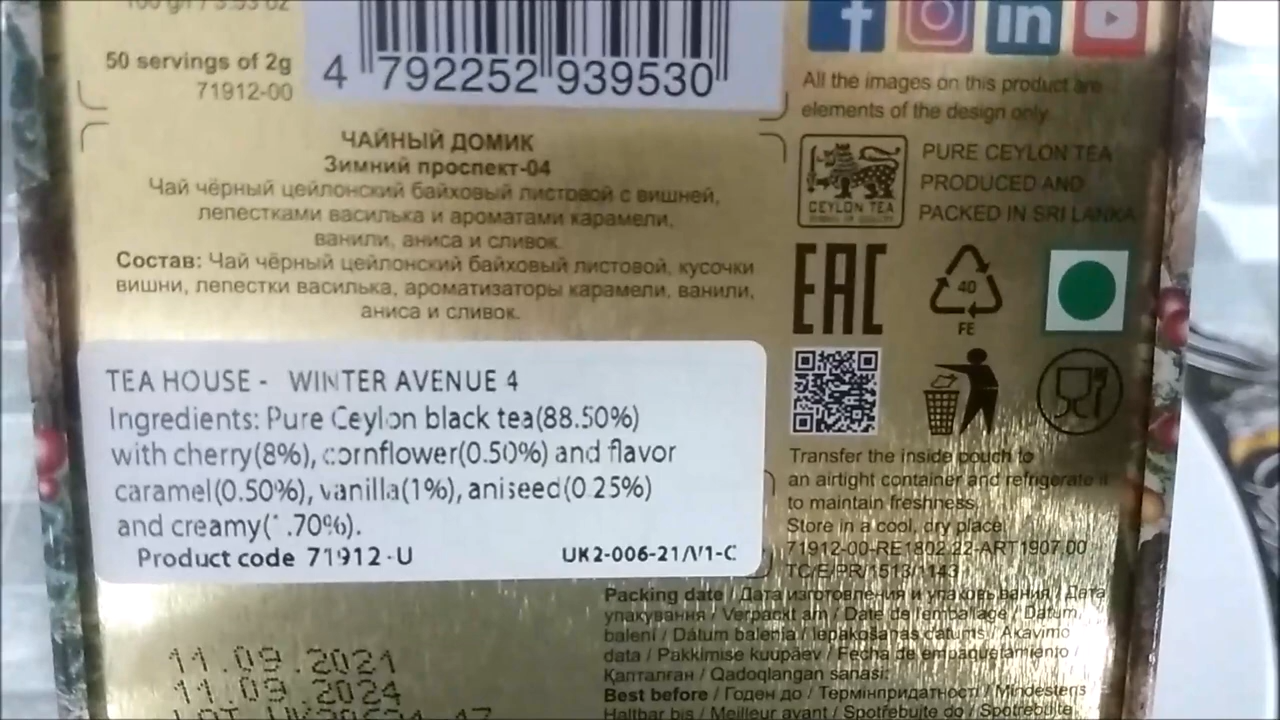 100 gr. / 3.53 oz
50 servings of 2g
71912-00
4 792252 939530
ЧАЙНЫЙ ДОМИК
Зимний проспект-04
Чай чёрный цейлонский байховый листовой с вишней,
лепестками василька и ароматами карамели,
ванили, аниса и сливок.
Состав: Чай чёрный цейлонский байховый листовой, кусочки
вишни, лепестки василька, ароматизаторы карамели, ванили,
аниса и сливок.
TEA HOUSE - WINTER AVENUE 4
Ingredients: Pure Ceylon black tea(88.50%)
with cherry(8%), cornflower(0.50%) and flavor
caramel(0.50%), vanilla(1%), aniseed(0.25%)
and creamy( .70%).
Product code 71912-U UK2-006-21/V1-C
11.09.2021
11.09.2024
f in
All the images on this product are
elements of the design only.
CEYLON TEA
PURE CEYLON TEA
PRODUCED AND
PACKED IN SRI LANKA
EAC
40
FE
Transfer the inside pouch to
an airtight container and refrigerate it
to maintain freshness.
Store in a cool, dry place.
71912-00-RE1802.22-ART1907.00
TC/E/PR/1513/1143
Packing date / Дата изготовления и упаковывания / Дата
упакування / Verpackt am / Date de l'emballage / Datum
balení / Dátum balenia / Iepakošanas datums / Akavimo
data / Pakkimise kuupäev / Fecha de empaquetamiento /
Қапталған / Qadoqlangan sanasi:
Best before / Годен до / Термінпридатності / Mindestens
Haltbar bis / Meilleur avant / Spotřebujte do / Spotrebujte